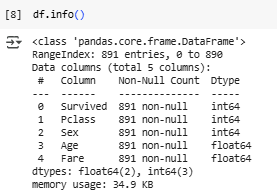 [8] df.info()
<class 'pandas.core.frame.DataFrame'>
RangeIndex: 891 entries, 0 to 890
Data columns (total 5 columns):
 #   Column    Non-Null Count  Dtype
---  ------    --------------  -----
 0   Survived  891 non-null    int64
 1   Pclass    891 non-null    int64
 2   Sex       891 non-null    int64
 3   Age       891 non-null    float64
 4   Fare      891 non-null    float64
dtypes: float64(2), int64(3)
memory usage: 34.9 KB